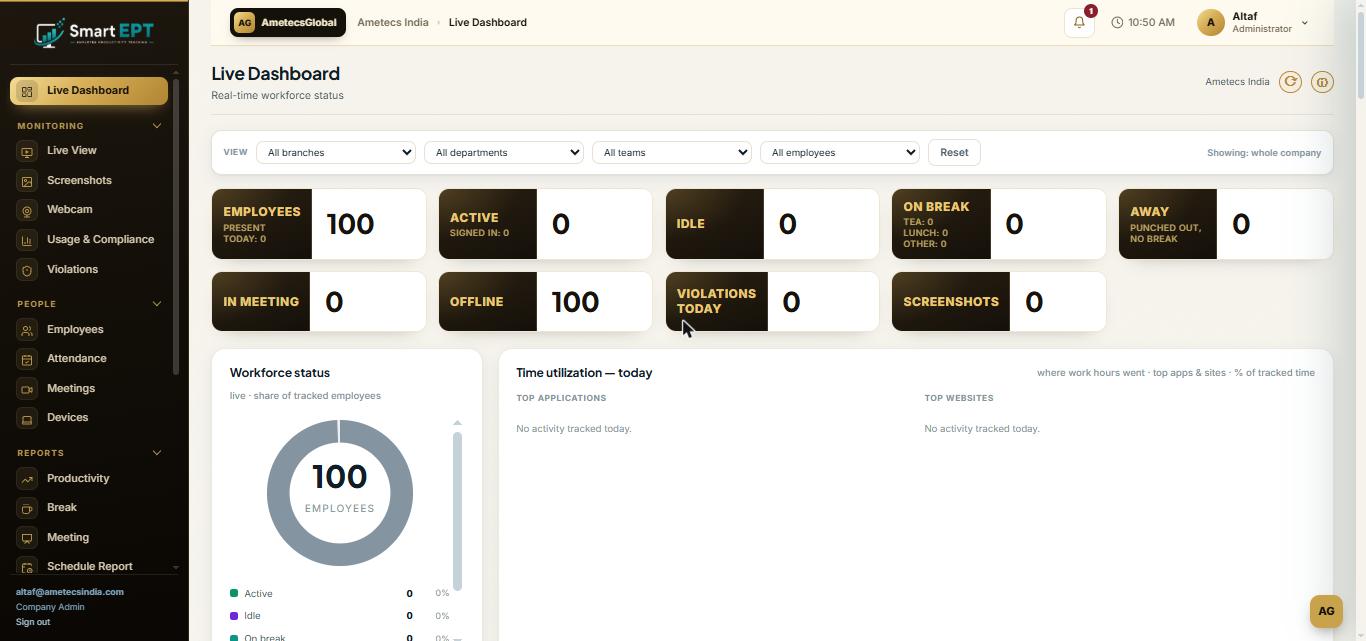 Smart EPT
EMPLOYEE PRODUCTIVITY TRACKING
Live Dashboard
MONITORING
Live View
Screenshots
Webcam
Usage & Compliance
Violations
PEOPLE
Employees
Attendance
Meetings
Devices
REPORTS
Productivity
Break
Meeting
Schedule Report
altaf@ametecsindia.com
Company Admin
Sign out
AG AmetecsGlobal Ametecs India › Live Dashboard
1
10:50 AM
A Altaf
Administrator
Live Dashboard
Real-time workforce status
Ametecs India
VIEW All branches All departments All teams All employees Reset Showing: whole company
EMPLOYEES
PRESENT
TODAY: 0
100
ACTIVE
SIGNED IN: 0
0
IDLE
0
ON BREAK
TEA: 0
LUNCH: 0
OTHER: 0
0
AWAY
PUNCHED OUT,
NO BREAK
0
IN MEETING
0
OFFLINE
100
VIOLATIONS
TODAY
0
SCREENSHOTS
0
Workforce status
live · share of tracked employees
100
EMPLOYEES
Active 0 0%
Idle 0 0%
On break 0 0%
Time utilization — today
where work hours went · top apps & sites · % of tracked time
TOP APPLICATIONS
No activity tracked today.
TOP WEBSITES
No activity tracked today.
AG